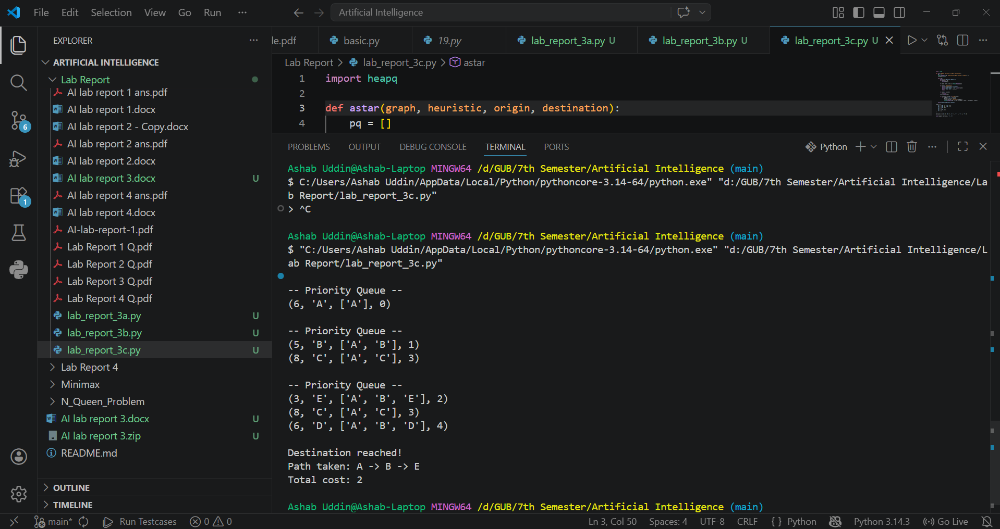 File Edit Selection View Go Run ··· Artificial Intelligence
EXPLORER ···
ARTIFICIAL INTELLIGENCE
Lab Report
AI lab report 1 ans.pdf
AI lab report 1.docx
AI lab report 2 - Copy.docx
AI lab report 2 ans.pdf
AI lab report 2.docx
AI lab report 3.docx U
AI lab report 4 ans.pdf
AI lab report 4.docx
AI-lab-report-1.pdf
Lab Report 1 Q.pdf
Lab Report 2 Q.pdf
Lab Report 3 Q.pdf
Lab Report 4 Q.pdf
lab_report_3a.py U
lab_report_3b.py U
lab_report_3c.py U
Lab Report 4
Minimax
N_Queen_Problem
AI lab report 3.docx U
AI lab report 3.zip U
README.md
OUTLINE
TIMELINE
6
1
le.pdf basic.py 19.py lab_report_3a.py U lab_report_3b.py U lab_report_3c.py U
Lab Report > lab_report_3c.py > astar
1 import heapq
2
3 def astar(graph, heuristic, origin, destination):
4 pq = []
PROBLEMS OUTPUT DEBUG CONSOLE TERMINAL PORTS Python
Ashab Uddin@Ashab-Laptop MINGW64 /d/GUB/7th Semester/Artificial Intelligence (main)
$ C:/Users/Ashab Uddin/AppData/Local/Python/pythoncore-3.14-64/python.exe" "d:/GUB/7th Semester/Artificial Intelligence/La
b Report/lab_report_3c.py"
> ^C
Ashab Uddin@Ashab-Laptop MINGW64 /d/GUB/7th Semester/Artificial Intelligence (main)
$ "C:/Users/Ashab Uddin/AppData/Local/Python/pythoncore-3.14-64/python.exe" "d:/GUB/7th Semester/Artificial Intelligence/L
ab Report/lab_report_3c.py"
-- Priority Queue --
(6, 'A', ['A'], 0)
-- Priority Queue --
(5, 'B', ['A', 'B'], 1)
(8, 'C', ['A', 'C'], 3)
-- Priority Queue --
(3, 'E', ['A', 'B', 'E'], 2)
(8, 'C', ['A', 'C'], 3)
(6, 'D', ['A', 'B', 'D'], 4)
Destination reached!
Path taken: A -> B -> E
Total cost: 2
Ashab Uddin@Ashab-Laptop MINGW64 /d/GUB/7th Semester/Artificial Intelligence (main)
main* Run Testcases 0 0 Ln 3, Col 50 Spaces: 4 UTF-8 CRLF { } Python Python 3.14.3 Go Live